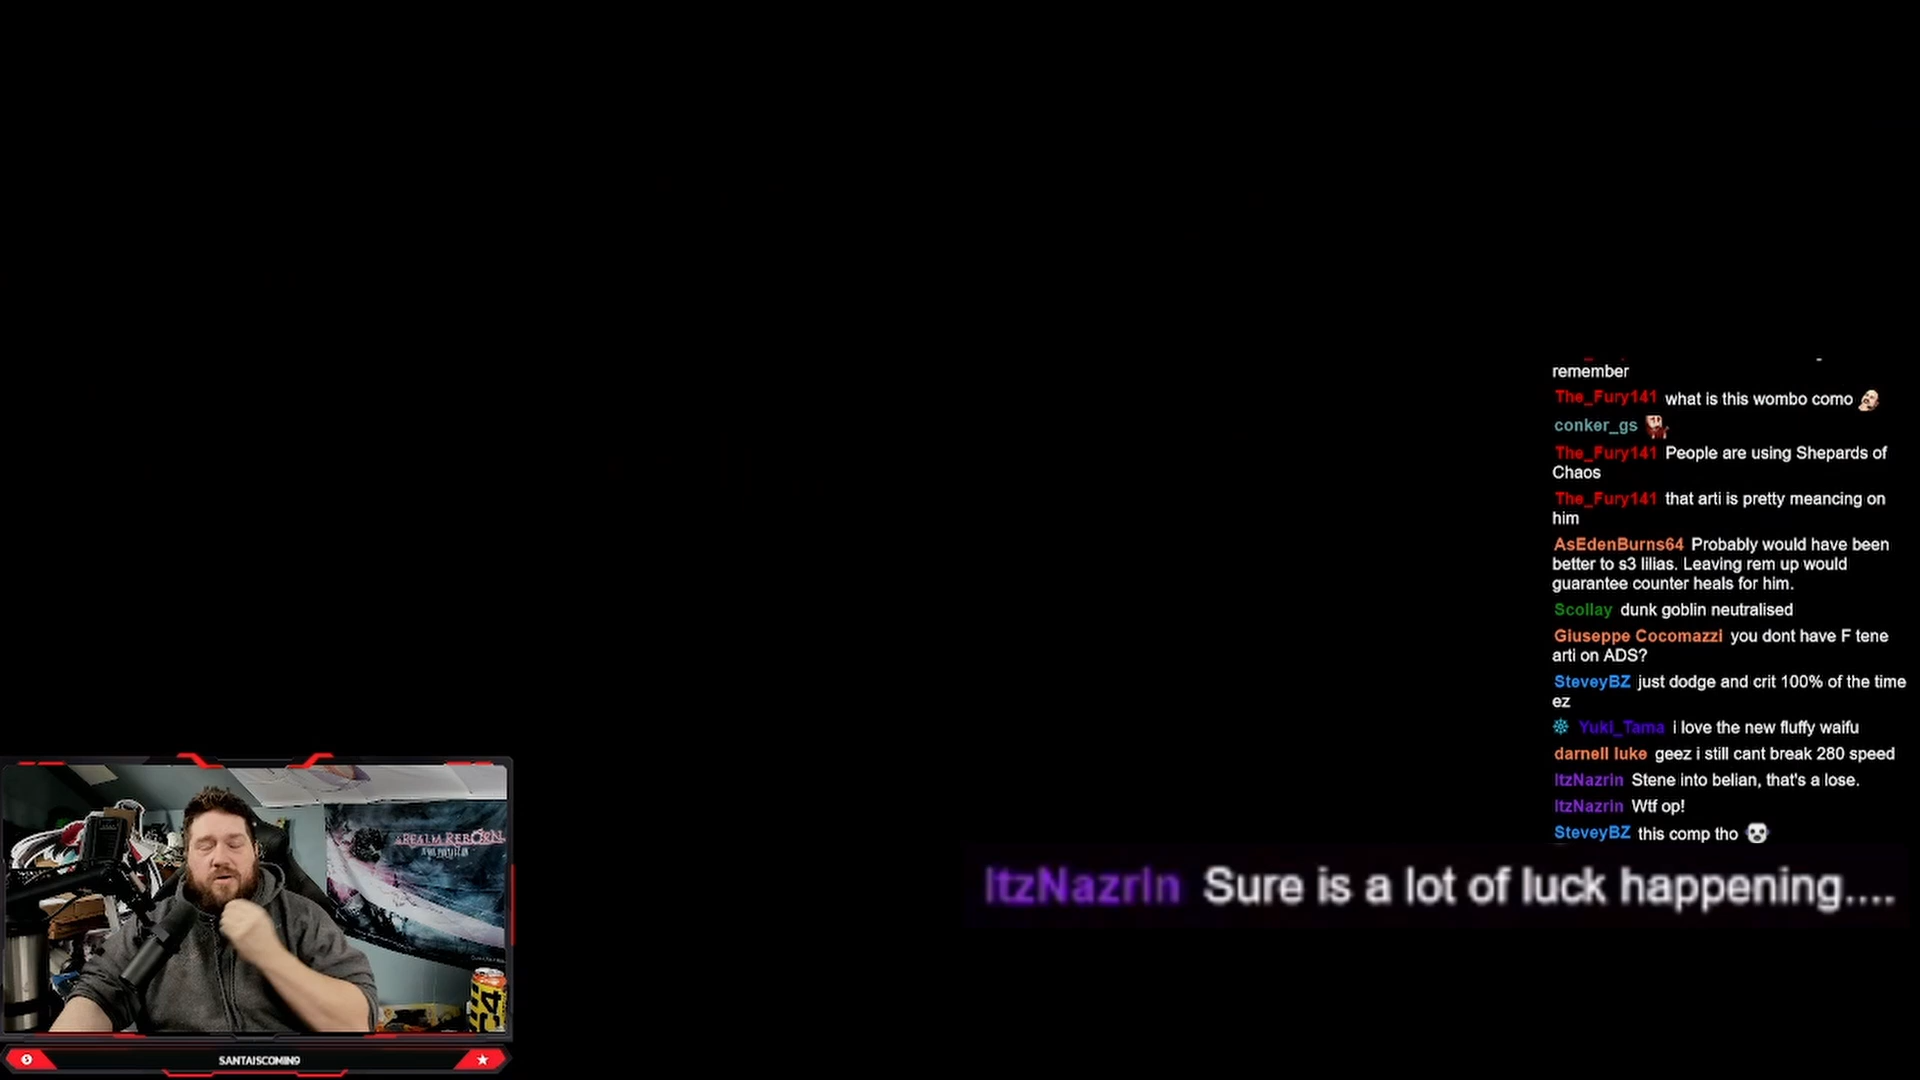 remember
The_Fury141 what is this wombo como
conker_gs
The_Fury141 People are using Shepards of
Chaos
The_Fury141 that arti is pretty meancing on
him
AsEdenBurns64 Probably would have been
better to s3 lilias. Leaving rem up would
guarantee counter heals for him.
Scollay dunk goblin neutralised
Giuseppe Cocomazzi you dont have F tene
arti on ADS?
SteveyBZ just dodge and crit 100% of the time
ez
Yuki_Tama i love the new fluffy waifu
darnell luke geez i still cant break 280 speed
ItzNazrIn Stene into belian, that's a lose.
ItzNazrIn Wtf op!
SteveyBZ this comp tho
ItzNazrIn Sure is a lot of luck happening....
A REALM REBORN
FINAL FANTASY XIV
C4
SANTAISCOMIN9